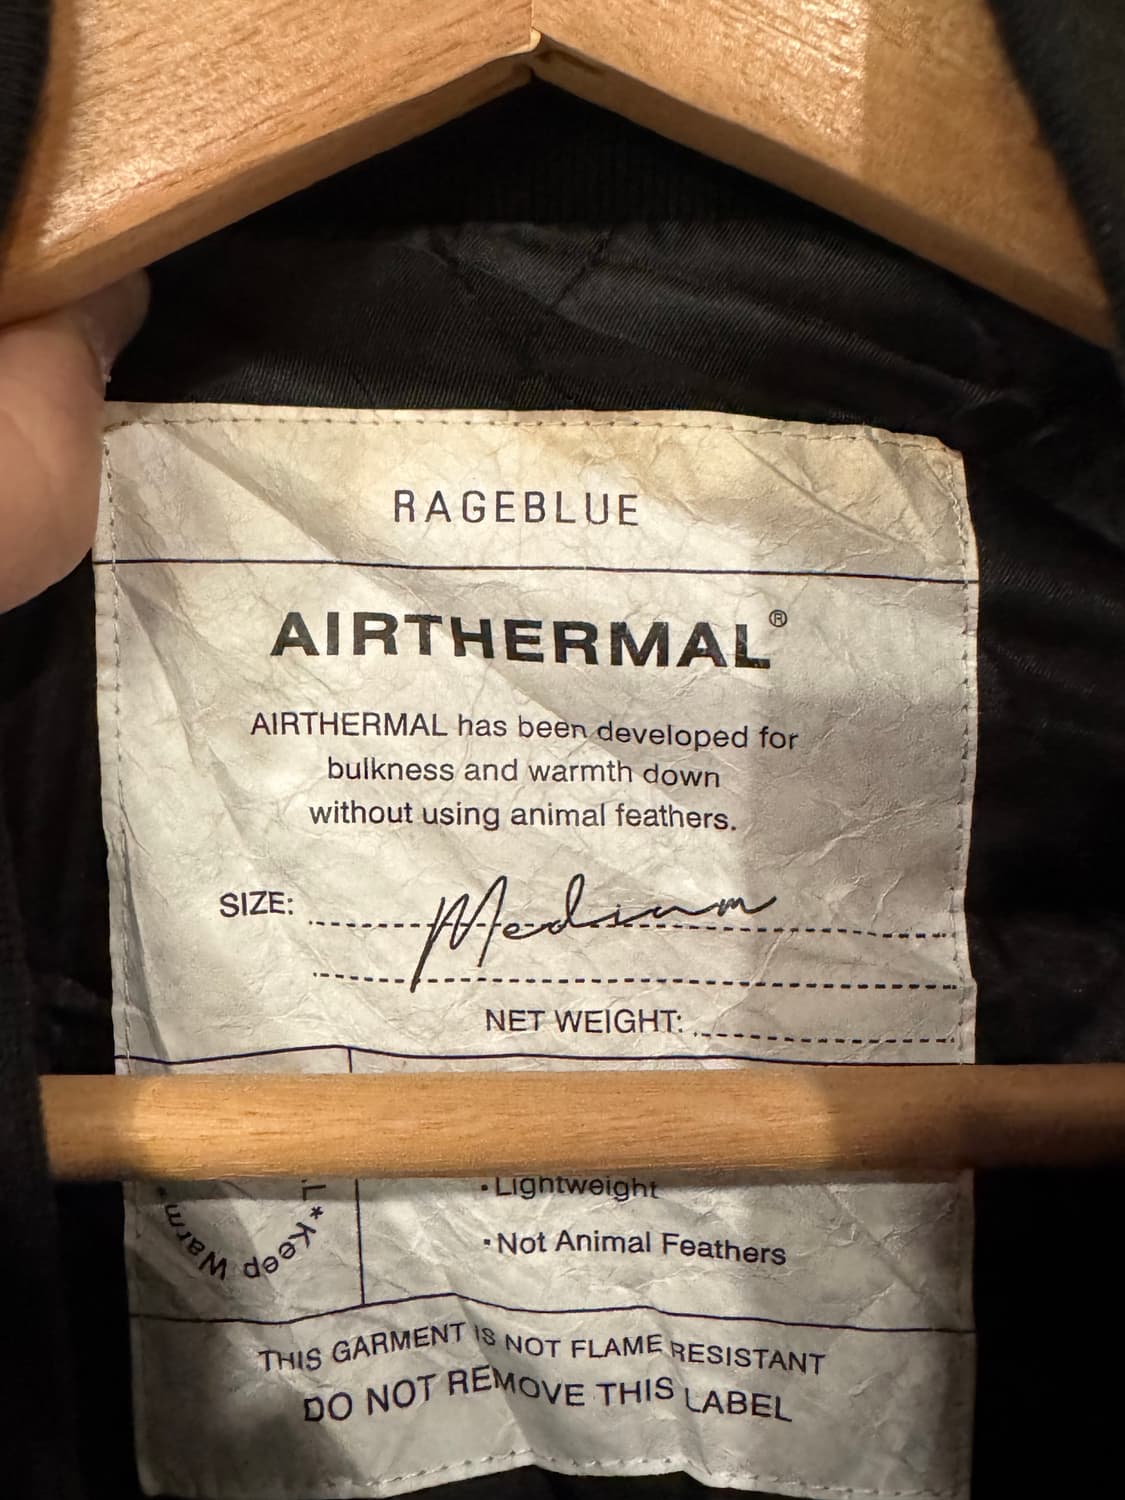 RAGEBLUE
AIRTHERMAL®
AIRTHERMAL has been developed for
bulkness and warmth down
without using animal feathers.
SIZE: Medium
NET WEIGHT:
• Lightweight
• Not Animal Feathers
L * Keep Warm *
THIS GARMENT IS NOT FLAME RESISTANT
DO NOT REMOVE THIS LABEL